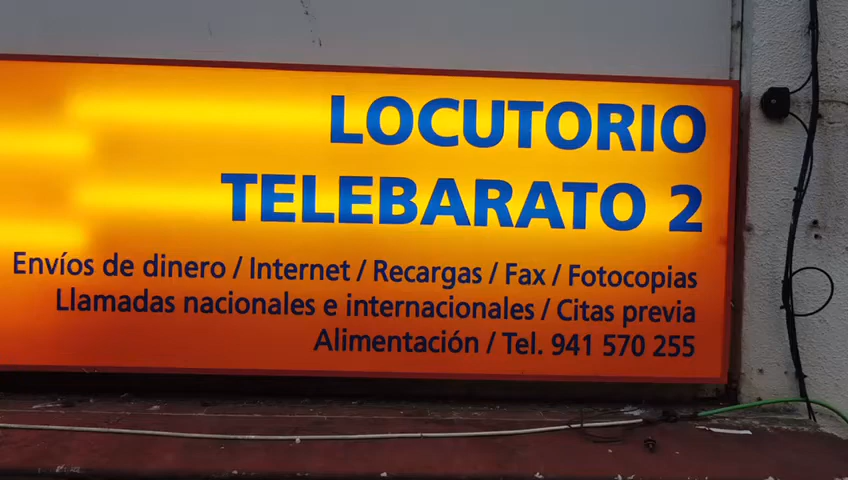 LOCUTORIO
TELEBARATO 2
Envíos de dinero / Internet / Recargas / Fax / Fotocopias
Llamadas nacionales e internacionales / Citas previa
Alimentación / Tel. 941 570 255